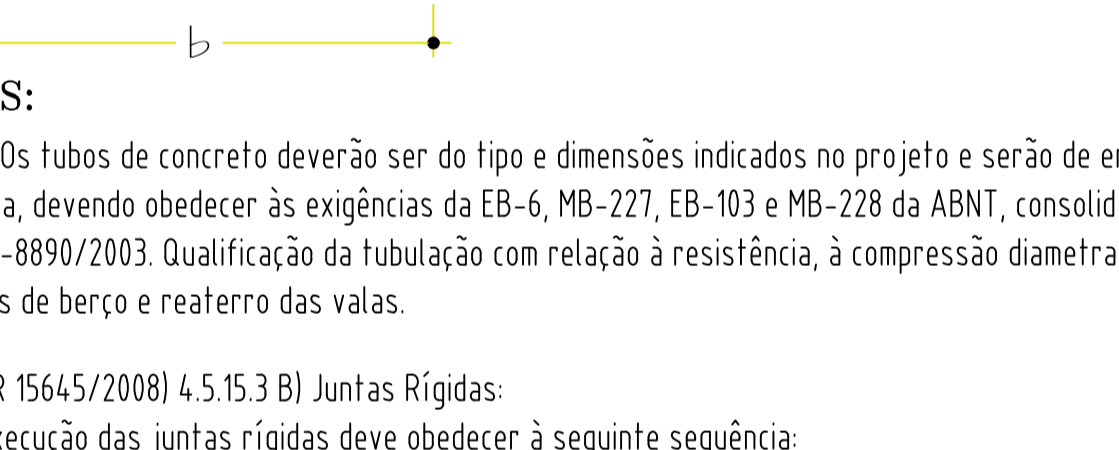 b
S:
Os tubos de concreto deverão ser do tipo e dimensões indicados no projeto e serão de
a, devendo obedecer às exigências da EB-6, MB-227, EB-103 e MB-228 da ABNT, consolid
-8890/2003. Qualificação da tubulação com relação à resistência, à compressão diametra
s de berço e reaterro das valas.
R 15645/2008) 4.5.15.3 B) Juntas Rígidas:
xecução das juntas rígidas deve obedecer à seguinte sequência: